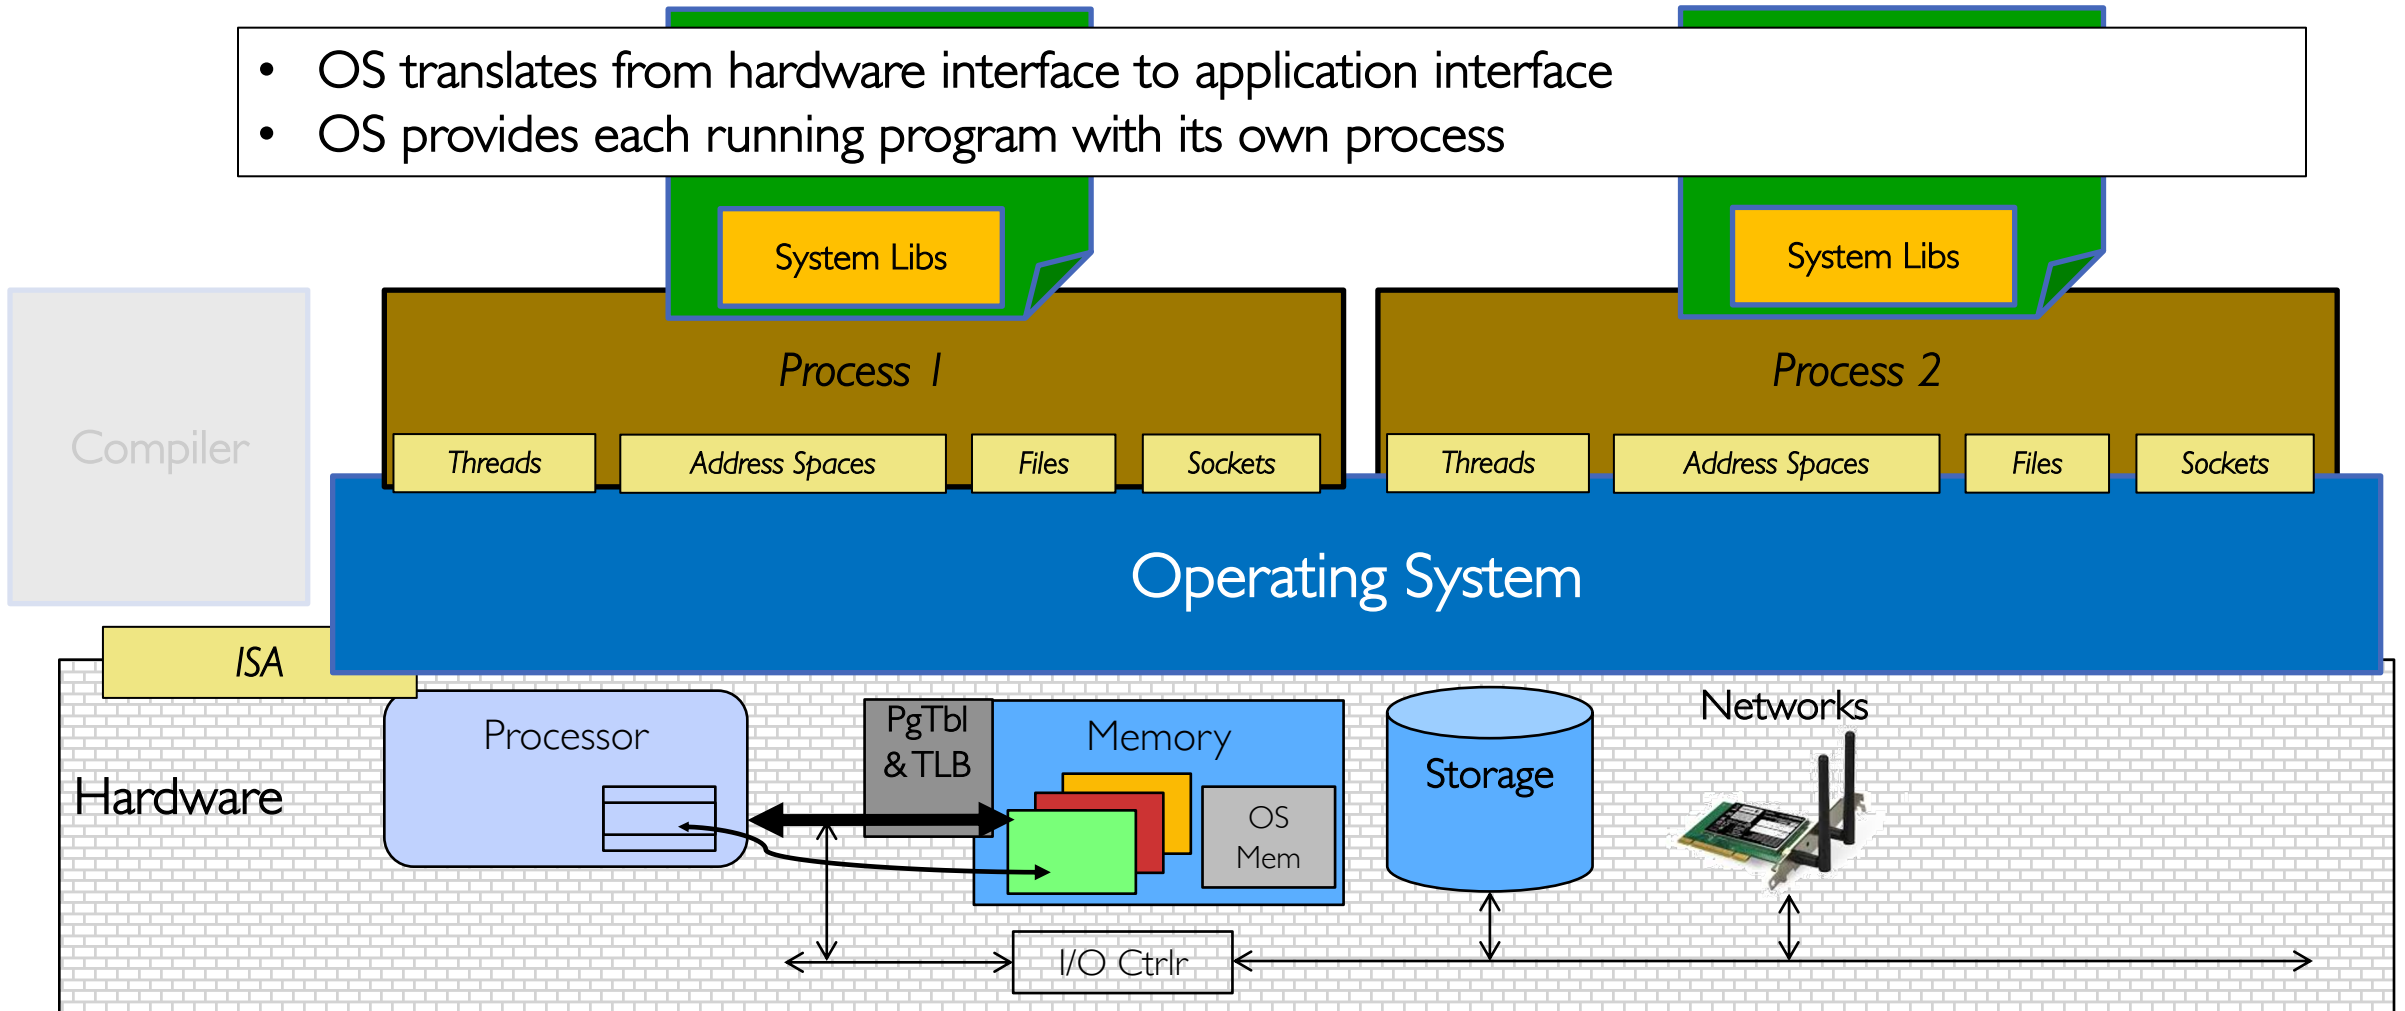 • OS translates from hardware interface to application interface
• OS provides each running program with its own process
System Libs
System Libs
Process 1
Process 2
Compiler
Threads
Address Spaces
Files
Sockets
Threads
Address Spaces
Files
Sockets
Operating System
ISA
Hardware
Processor
PgTbl
& TLB
Memory
OS
Mem
Storage
Networks
I/O Ctrlr